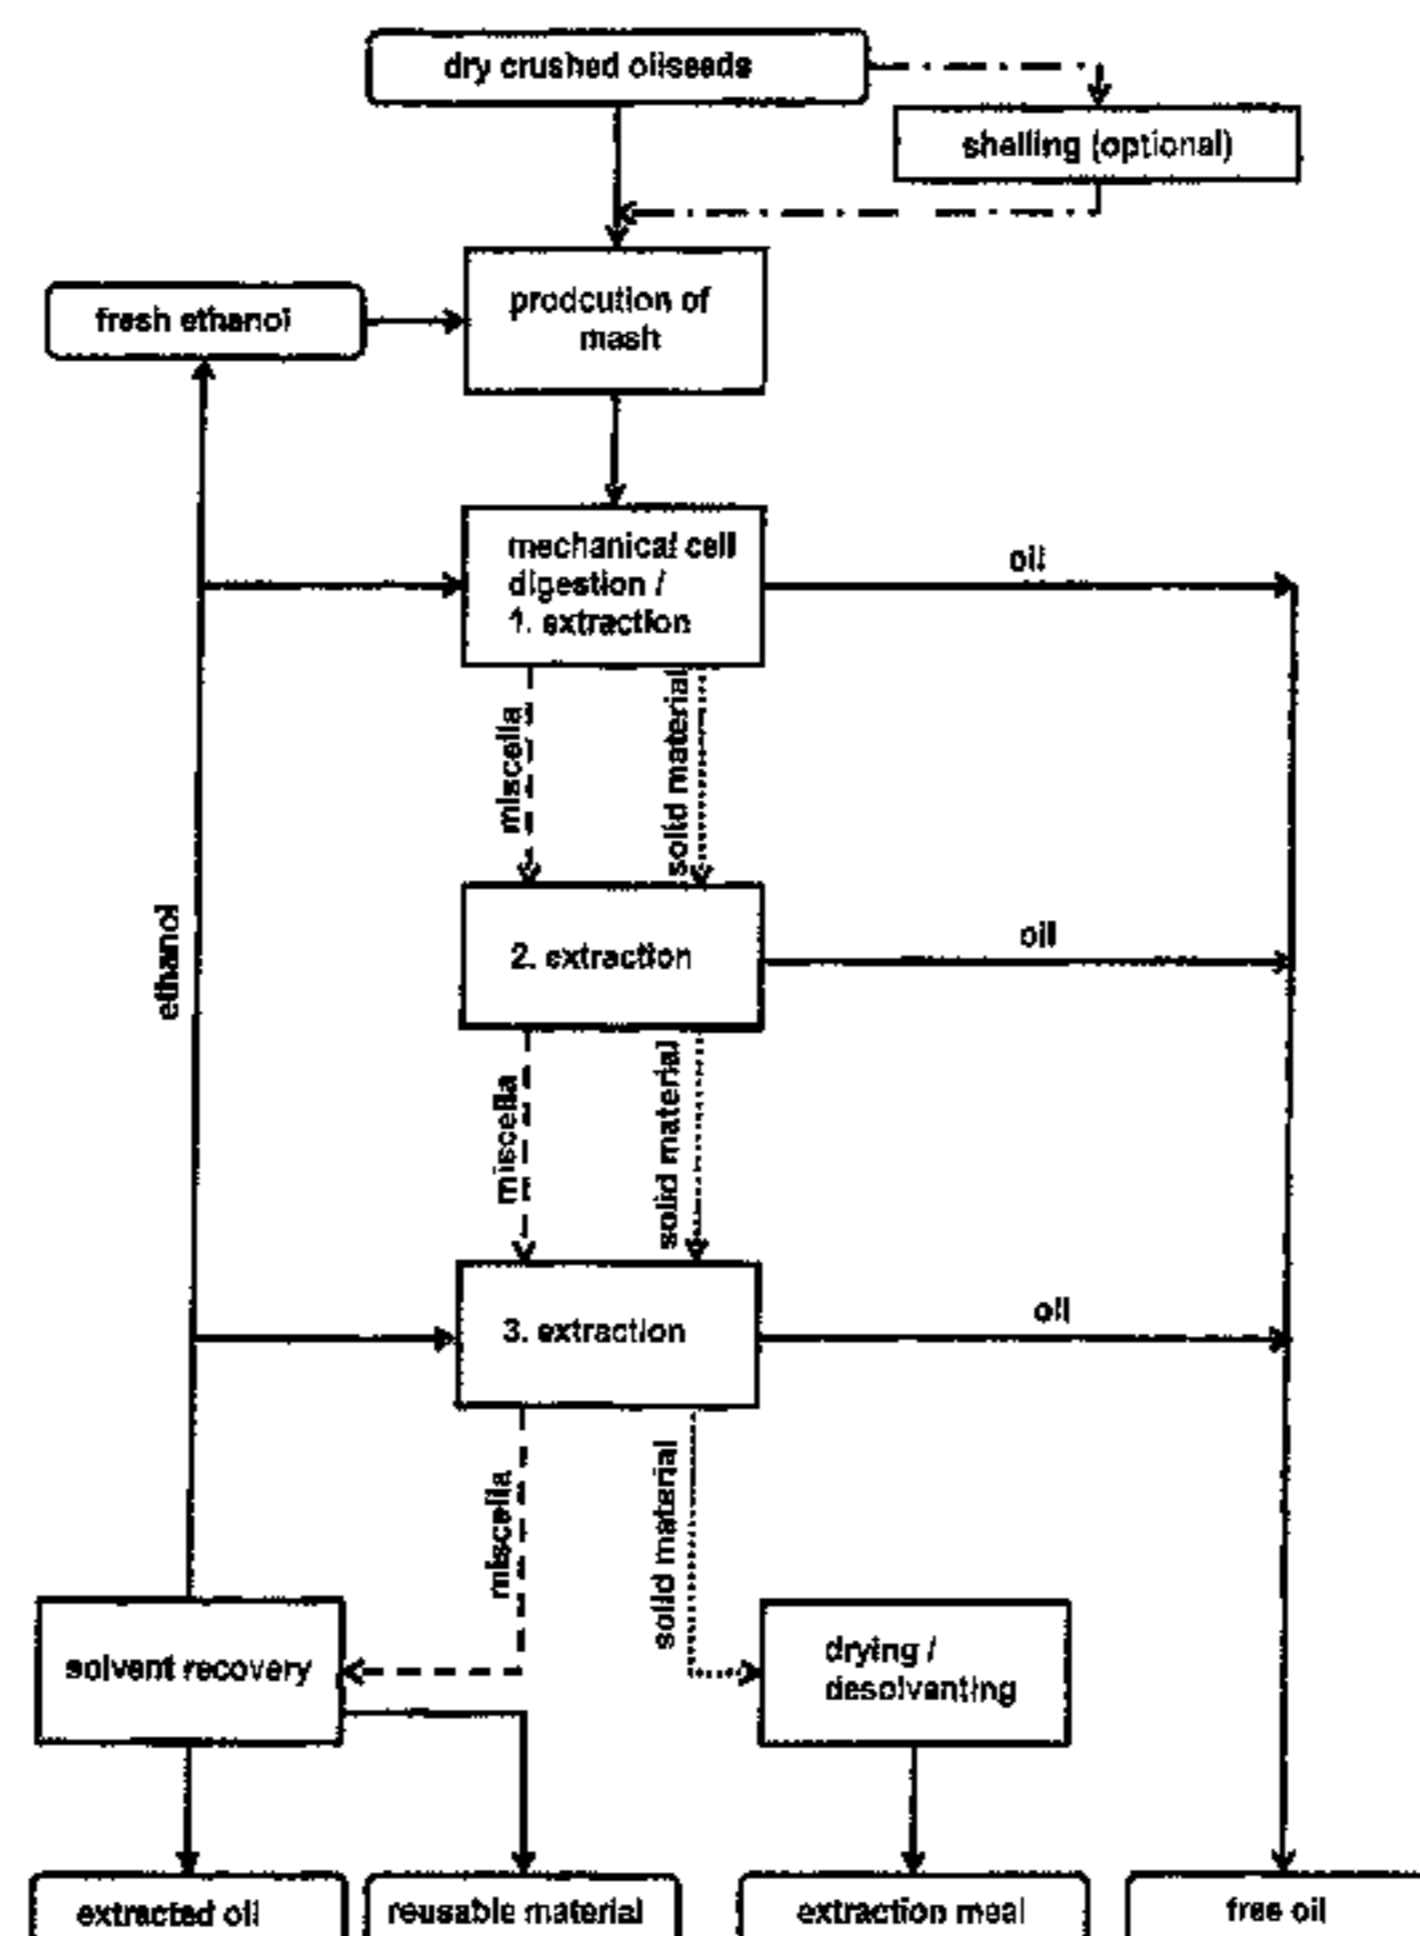 dry crushed oilseeds
shelling (optional)
fresh ethanol
prodcution of
mash
mechanical cell
digestion /
1. extraction
oil
miscella
solid material
2. extraction
oil
ethanol
miscella
solid material
3. extraction
oil
miscella
solid material
solvent recovery
drying /
desolventing
extracted oil
reusable material
extraction meal
free oil